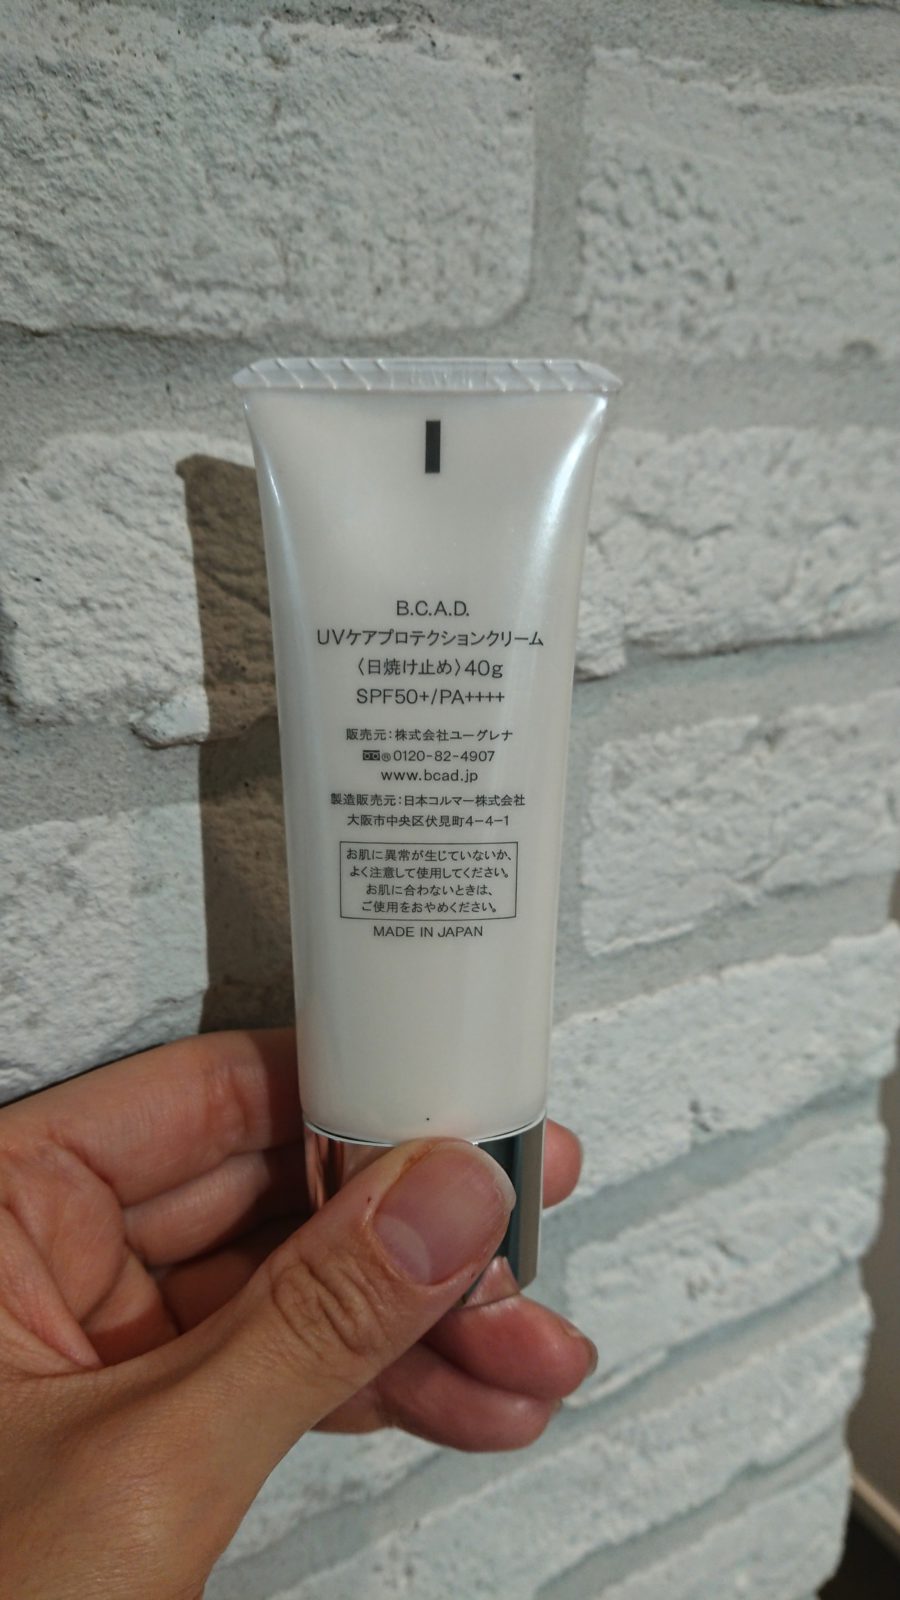 B.C.A.D.
UVケアプロテクションクリーム
〈日焼け止め〉40g
SPF50+/PA++++
販売元:株式会社ユーグレナ
0120-82-4907
www.bcad.jp
製造販売元:日本コルマー株式会社
大阪市中央区伏見町4-4-1
お肌に異常が生じていないか、
よく注意して使用してください。
お肌に合わないときは、
ご使用をおやめください。
MADE IN JAPAN